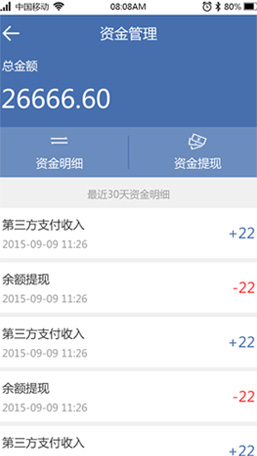 中国移动 08:08AM 80%
资金管理
总金额
26666.60
资金明细 资金提现
最近30天资金明细
第三方支付收入
2015-09-09 11:26
+22
余额提现
2015-09-09 11:26
-22
第三方支付收入
2015-09-09 11:26
+22
余额提现
2015-09-09 11:26
-22
第三方支付收入
+22